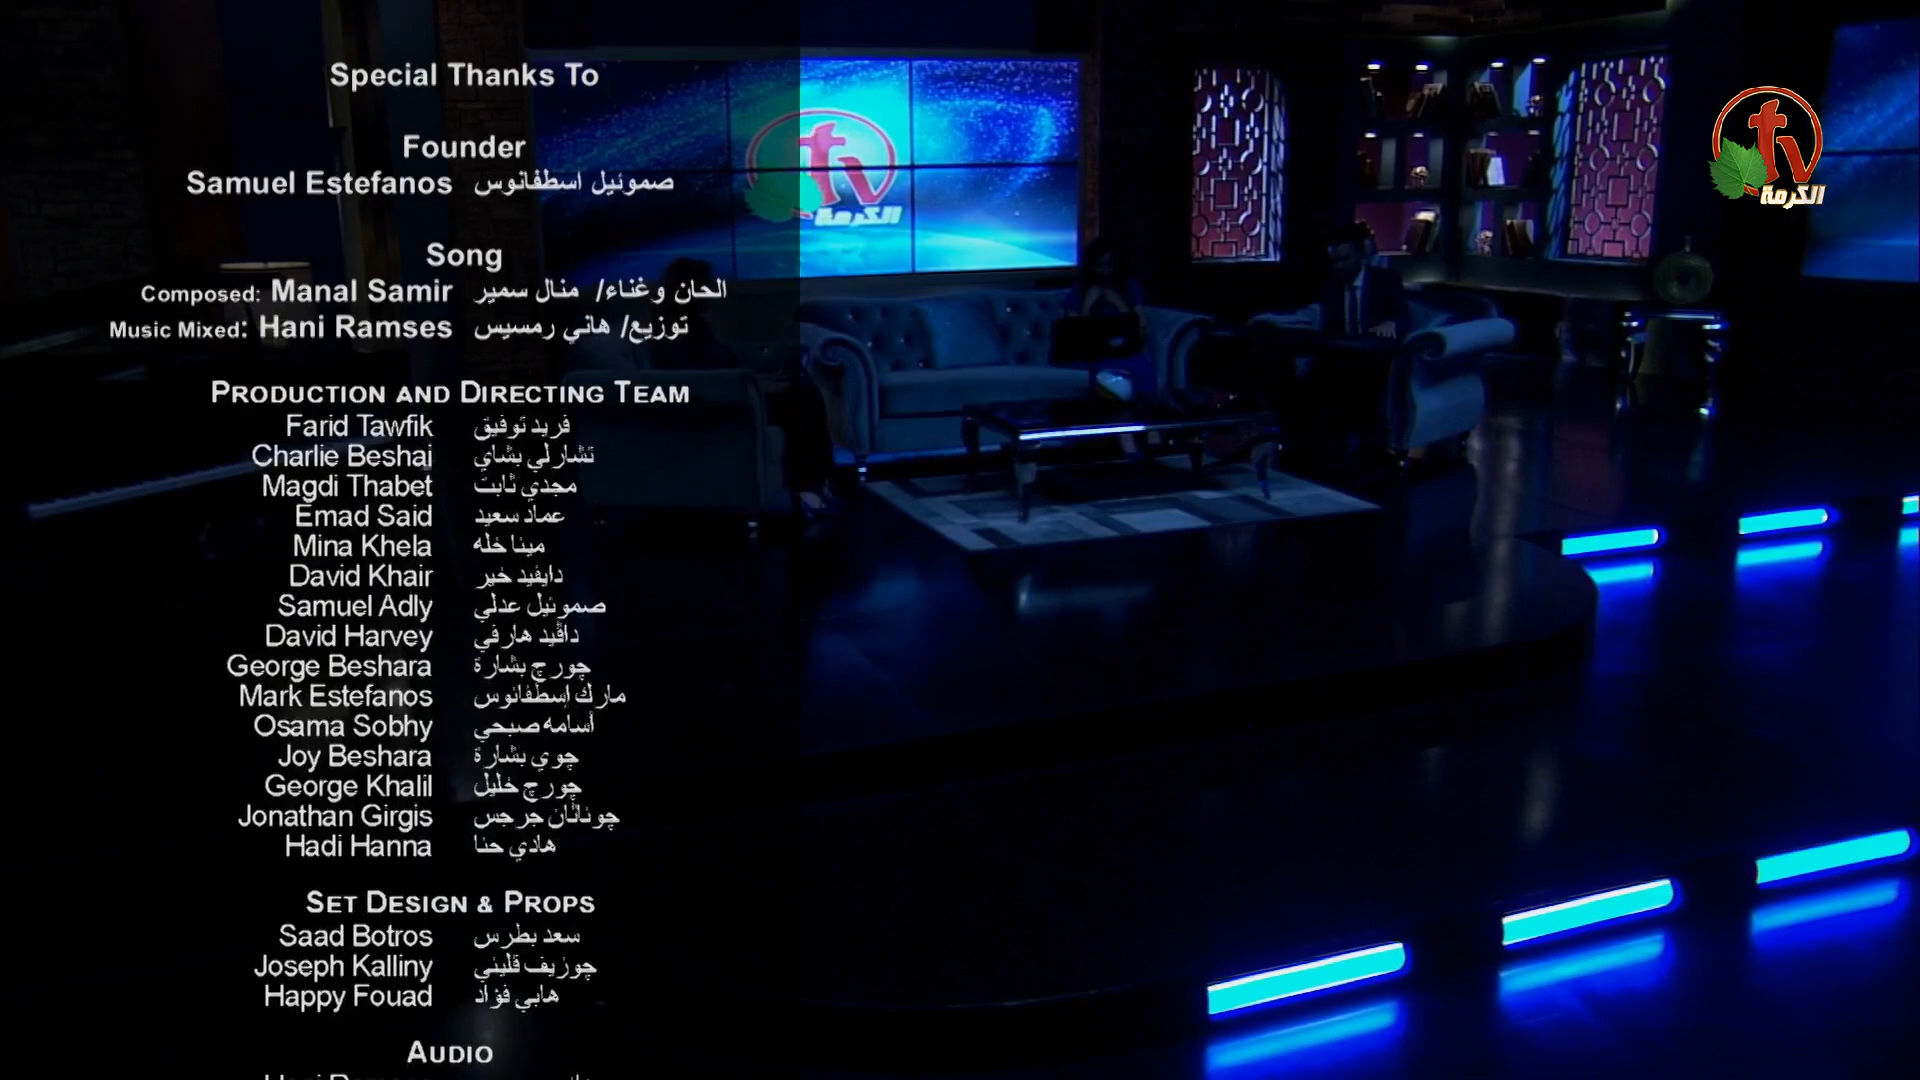 Special Thanks To
Founder
Samuel Estefanos صموئيل اسطفانوس
Song
Composed: Manal Samir الحان وغناء/ منال سمير
Music Mixed: Hani Ramses توزيع/ هاني رمسيس
PRODUCTION AND DIRECTING TEAM
Farid Tawfik فريد توفيق
Charlie Beshai تشارلي بشاي
Magdi Thabet مجدي ثابت
Emad Said عماد سعيد
Mina Khela مينا خله
David Khair دايفيد خير
Samuel Adly صموئيل عدلي
David Harvey داڤيد هارفي
George Beshara چورچ بشارة
Mark Estefanos مارك إسطفانوس
Osama Sobhy أسامه صبحي
Joy Beshara چوي بشارة
George Khalil چورچ خليل
Jonathan Girgis چوناثان جرجس
Hadi Hanna هادي حنا
SET DESIGN & PROPS
Saad Botros سعد بطرس
Joseph Kalliny چوزيف قليني
Happy Fouad هابي فؤاد
AUDIO
tv
الكرمة
tv
الكرمة